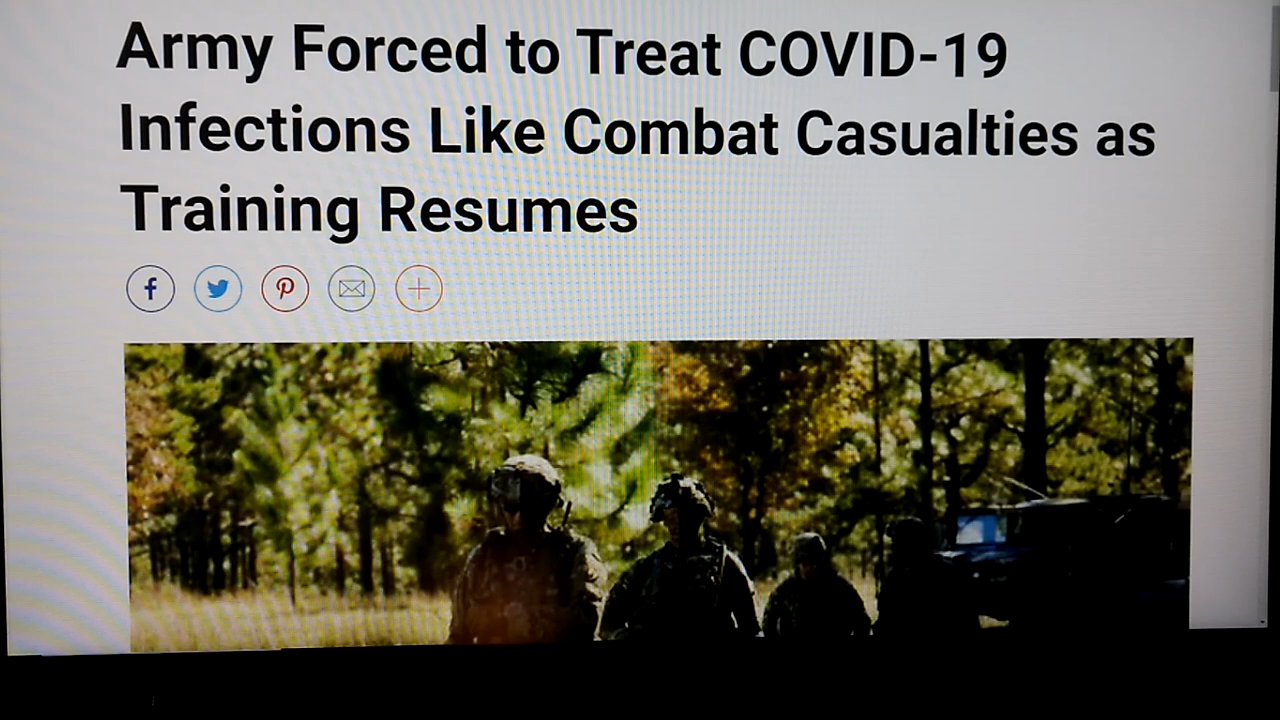 Army Forced to Treat COVID-19
Infections Like Combat Casualties as
Training Resumes